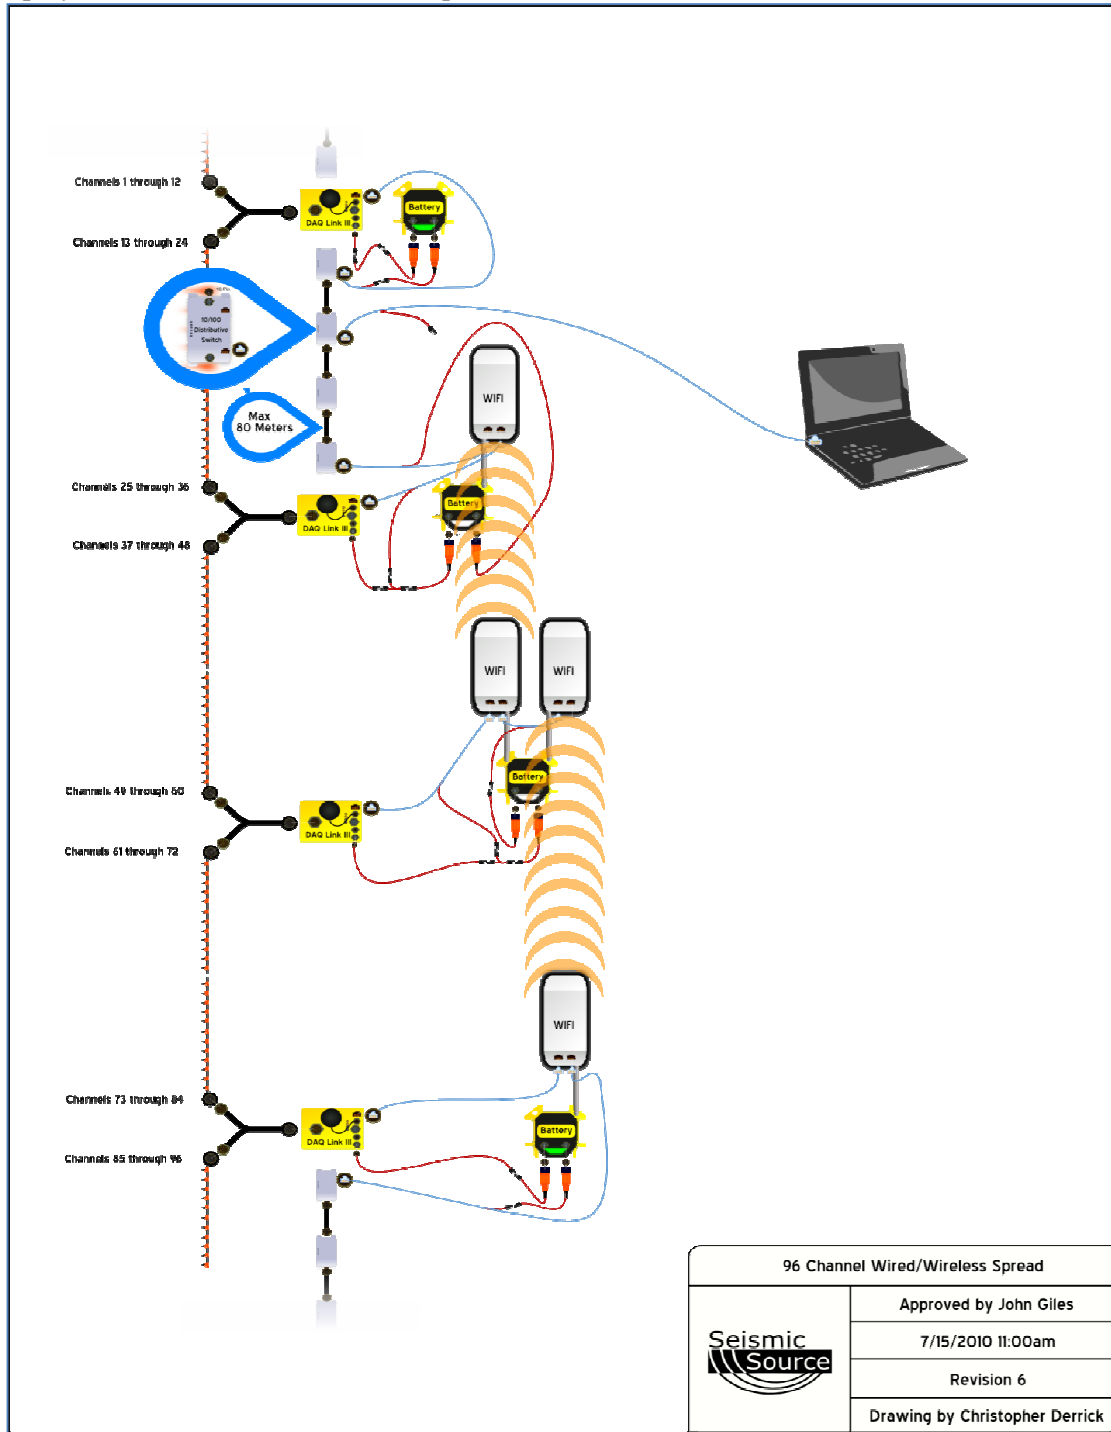 Channels 1 through 12
Battery
DAQ Link III
Channels 13 through 24
10/100
Distributive
Switch
WIFI
Max
80 Meters
Channels 25 through 36
Battery
DAQ Link III
Channels 37 through 48
WIFI
WIFI
Battery
Channels 49 through 60
DAQ Link III
Channels 61 through 72
WIFI
Channels 73 through 84
Battery
DAQ Link III
Channels 85 through 96
96 Channel Wired/Wireless Spread
Approved by John Giles
Seismic
Source
7/15/2010 11:00am
Revision 6
Drawing by Christopher Derrick